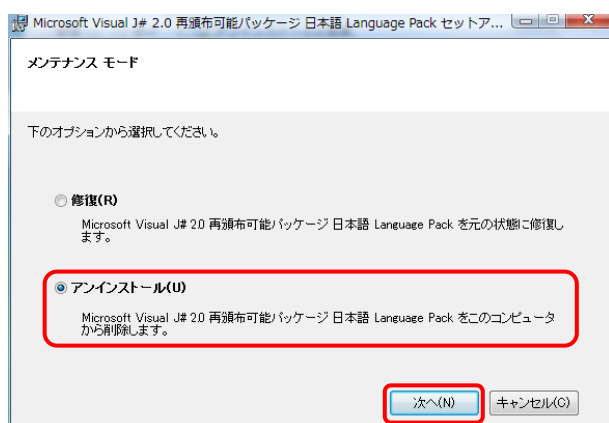 Microsoft Visual J# 2.0 再頒布可能パッケージ 日本語 Language Pack セットア...
メンテナンス モード
下のオプションから選択してください。
修復(R)
Microsoft Visual J# 2.0 再頒布可能パッケージ 日本語 Language Pack を元の状態に修復し
ます。
アンインストール(U)
Microsoft Visual J# 2.0 再頒布可能パッケージ 日本語 Language Pack をこのコンピュータ
から削除します。
次へ(N)
キャンセル(C)